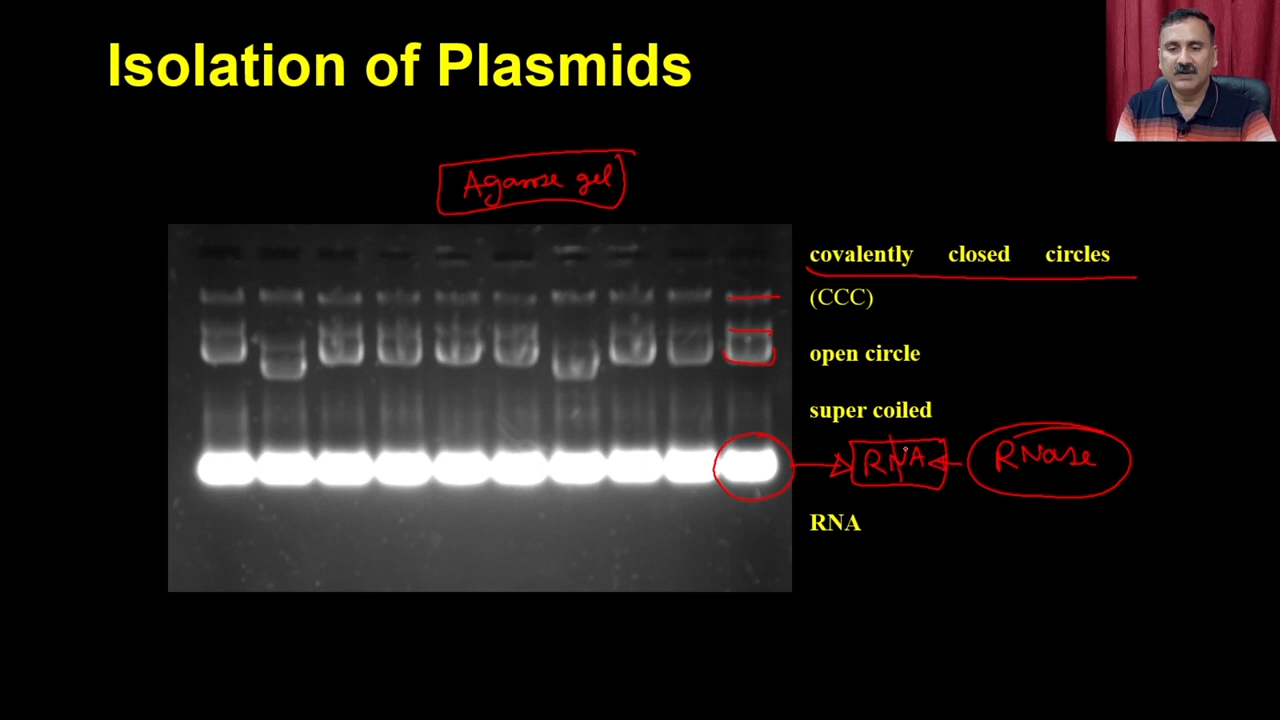 Isolation of Plasmids
Agarose gel
covalently closed circles
(CCC)
open circle
super coiled
RNA RNase
RNA